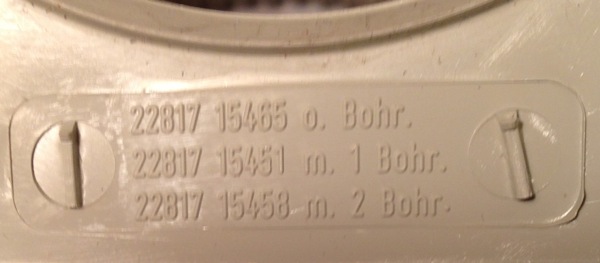 22817 15465 o. Bohr.
22817 15451 m. 1 Bohr.
22817 15458 m. 2 Bohr.